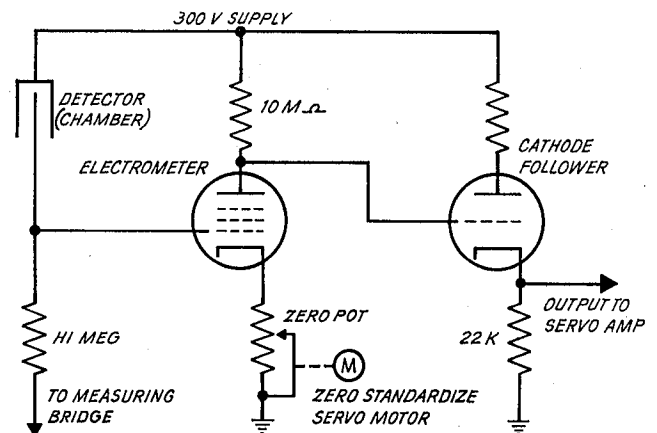 300 V SUPPLY
DETECTOR
(CHAMBER)
10 M Ω
ELECTROMETER
CATHODE
FOLLOWER
HI MEG
ZERO POT
M
22 K
OUTPUT TO
SERVO AMP
TO MEASURING
BRIDGE
ZERO STANDARDIZE
SERVO MOTOR